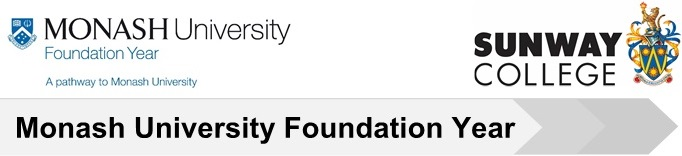 MONASH University
Foundation Year
A pathway to Monash University
SUNWAY
COLLEGE
Monash University Foundation Year